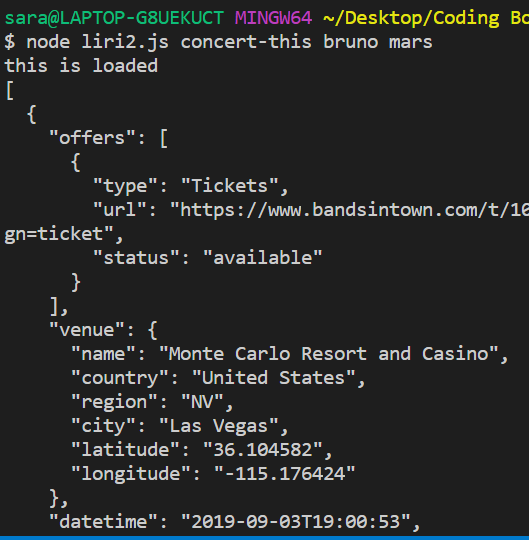 sara@LAPTOP-G8UEKUCT MINGW64 ~/Desktop/Coding Bo
$ node liri2.js concert-this bruno mars
this is loaded
[
  {
    "offers": [
      {
        "type": "Tickets",
        "url": "https://www.bandsintown.com/t/10
gn=ticket",
        "status": "available"
      }
    ],
    "venue": {
      "name": "Monte Carlo Resort and Casino",
      "country": "United States",
      "region": "NV",
      "city": "Las Vegas",
      "latitude": "36.104582",
      "longitude": "-115.176424"
    },
    "datetime": "2019-09-03T19:00:53",